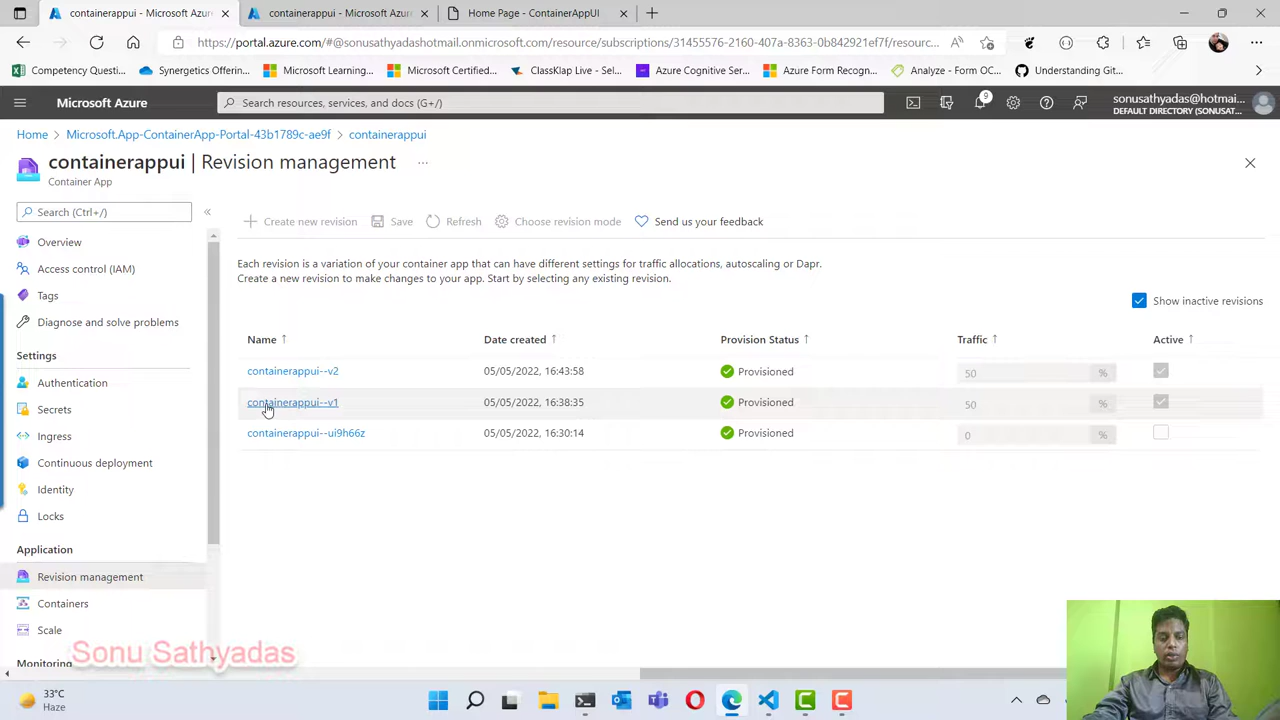 containerappui - Microsoft Azure
containerappui - Microsoft Azure
Home Page - ContainerAppUI
https://portal.azure.com/#@sonusathyadashotmail.onmicrosoft.com/resource/subscriptions/31455576-2160-407a-8363-0b842921ef7f/resourc...
Competency Questi...
Synergetics Offerin...
Microsoft Learning...
Microsoft Certified...
ClassKlap Live - Sel...
Azure Cognitive Ser...
Azure Form Recogn...
Analyze - Form OC...
Understanding Git...
Microsoft Azure
Search resources, services, and docs (G+/)
9
sonusathyadas@hotmai...
DEFAULT DIRECTORY (SONUSAT...
Home > Microsoft.App-ContainerApp-Portal-43b1789c-ae9f > containerappui
containerappui | Revision management ...
Container App
Search (Ctrl+/)
Overview
Access control (IAM)
Tags
Diagnose and solve problems
Settings
Authentication
Secrets
Ingress
Continuous deployment
Identity
Locks
Application
Revision management
Containers
Scale
Monitoring
Create new revision
Save
Refresh
Choose revision mode
Send us your feedback
Each revision is a variation of your container app that can have different settings for traffic allocations, autoscaling or Dapr.
Create a new revision to make changes to your app. Start by selecting any existing revision.
Show inactive revisions
Name ↑ Date created ↑ Provision Status ↑ Traffic ↑ Active ↑
containerappui--v2 05/05/2022, 16:43:58 Provisioned 50 %
containerappui--v1 05/05/2022, 16:38:35 Provisioned 50 %
containerappui--ui9h66z 05/05/2022, 16:30:14 Provisioned 0 %
Sonu Sathyadas
33°C
Haze